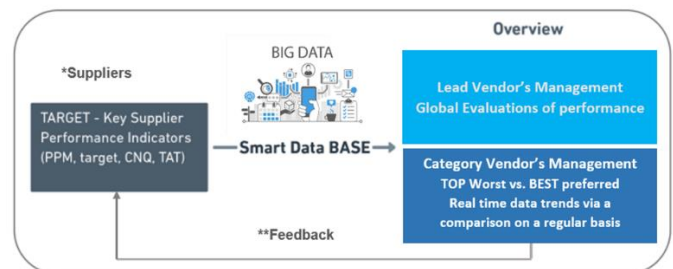 Overview
BIG DATA
*Suppliers
TARGET - Key Supplier
Performance Indicators
(PPM, target, CNQ, TAT)
Smart Data BASE
Lead Vendor's Management
Global Evaluations of performance
Category Vendor's Management
TOP Worst vs. BEST preferred
Real time data trends via a
comparison on a regular basis
**Feedback